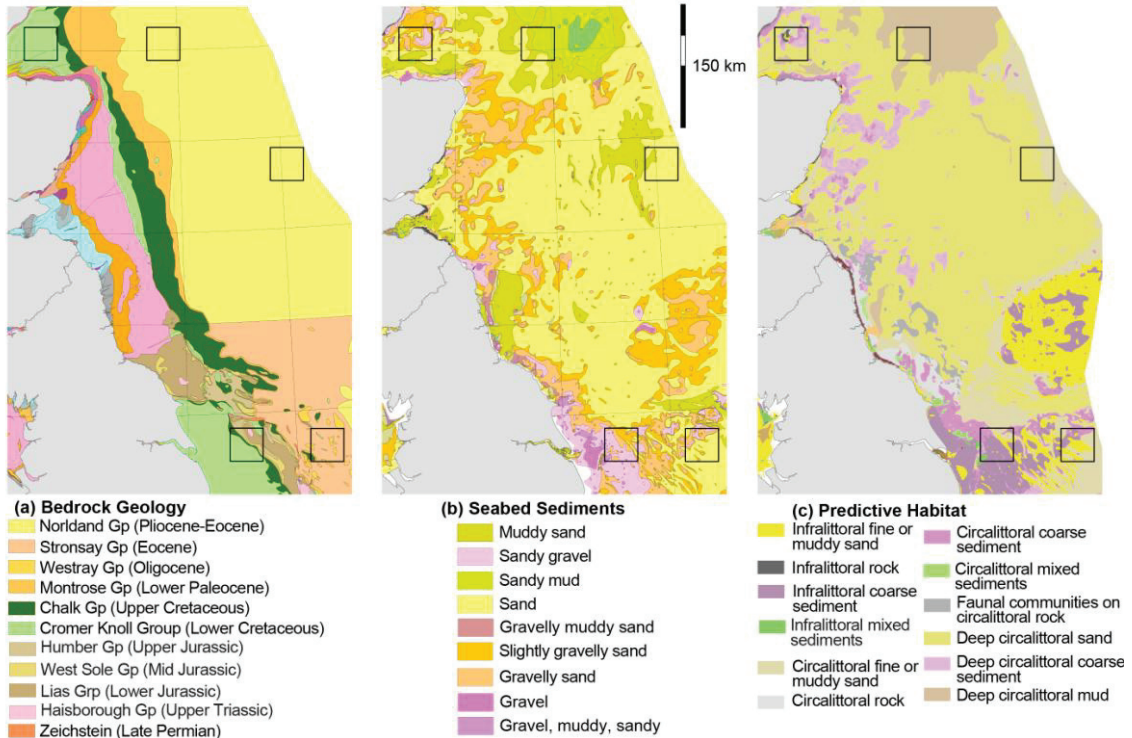 150 km
(a) Bedrock Geology
Norldand Gp (Pliocene-Eocene)
Stronsay Gp (Eocene)
Westray Gp (Oligocene)
Montrose Gp (Lower Paleocene)
Chalk Gp (Upper Cretaceous)
Cromer Knoll Group (Lower Cretaceous)
Humber Gp (Upper Jurassic)
West Sole Gp (Mid Jurassic)
Lias Grp (Lower Jurassic)
Haisborough Gp (Upper Triassic)
Zeichstein (Late Permian)
(b) Seabed Sediments
Muddy sand
Sandy gravel
Sandy mud
Sand
Gravelly muddy sand
Slightly gravelly sand
Gravelly sand
Gravel
Gravel, muddy, sandy
(c) Predictive Habitat
Infralittoral fine or
muddy sand
Infralittoral rock
Infralittoral coarse
sediment
Infralittoral mixed
sediments
Circalittoral fine or
muddy sand
Circalittoral rock
Circalittoral coarse
sediment
Circalittoral mixed
sediments
Faunal communities on
circalittoral rock
Deep circalittoral sand
Deep circalittoral coarse
sediment
Deep circalittoral mud